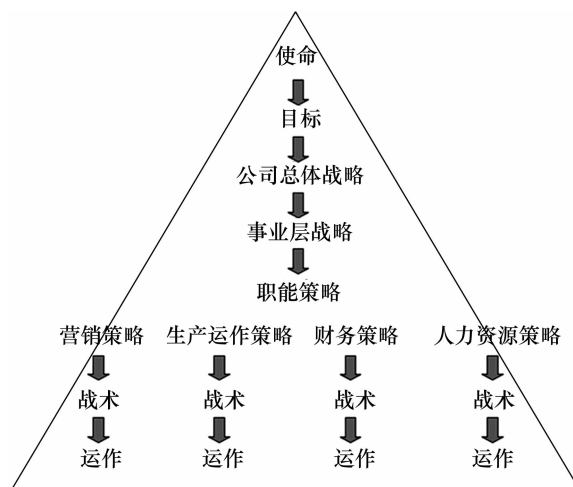 使命
目标
公司总体战略
事业层战略
职能策略
营销策略 生产运作策略 财务策略 人力资源策略
战术 战术 战术 战术
运作 运作 运作 运作